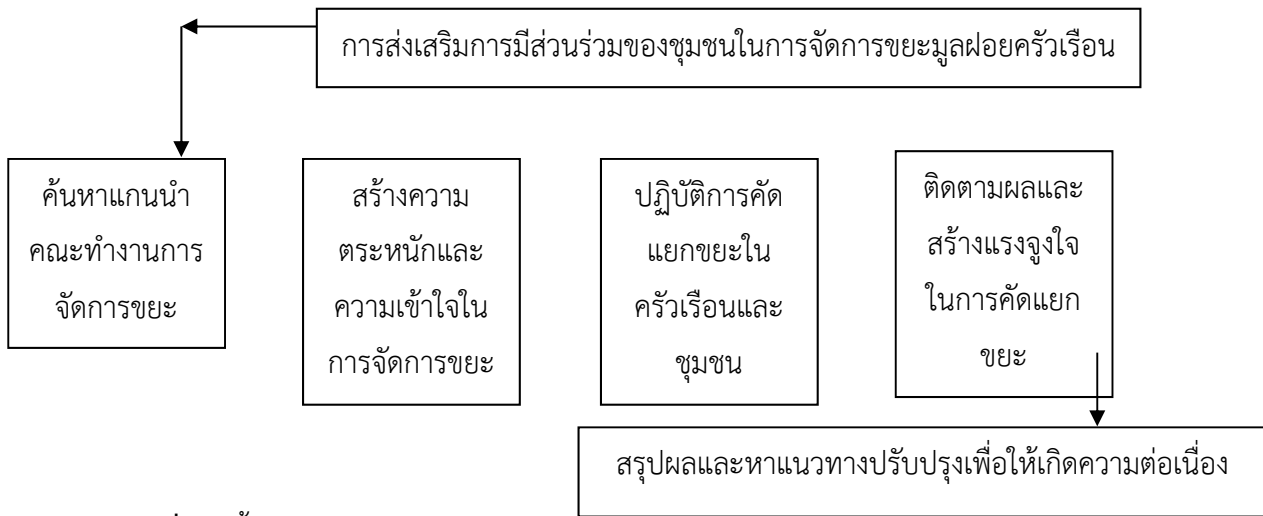 การส่งเสริมการมีส่วนร่วมของชุมชนในการจัดการขยะมูลฝอยครัวเรือน
ค้นหาแกนนำ
คณะทำงานการ
จัดการขยะ
สร้างความ
ตระหนักและ
ความเข้าใจใน
การจัดการขยะ
ปฏิบัติการคัด
แยกขยะใน
ครัวเรือนและ
ชุมชน
ติดตามผลและ
สร้างแรงจูงใจ
ในการคัดแยก
ขยะ
สรุปผลและหาแนวทางปรับปรุงเพื่อให้เกิดความต่อเนื่อง